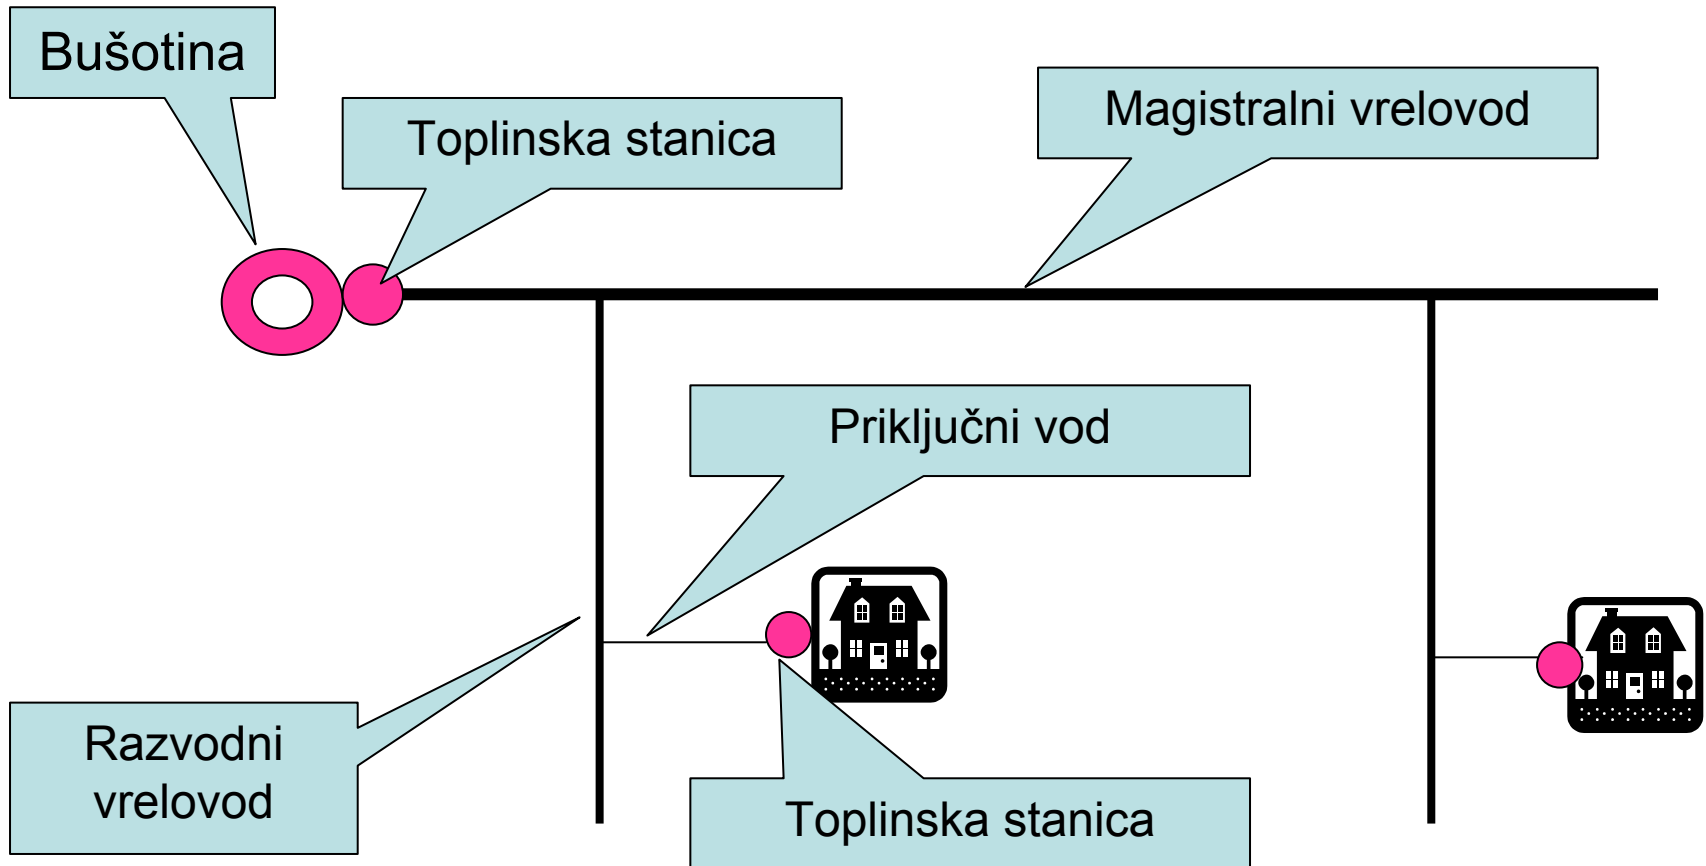 Bušotina
Toplinska stanica
Magistralni vrelovod
Priključni vod
Razvodni
vrelovod
Toplinska stanica